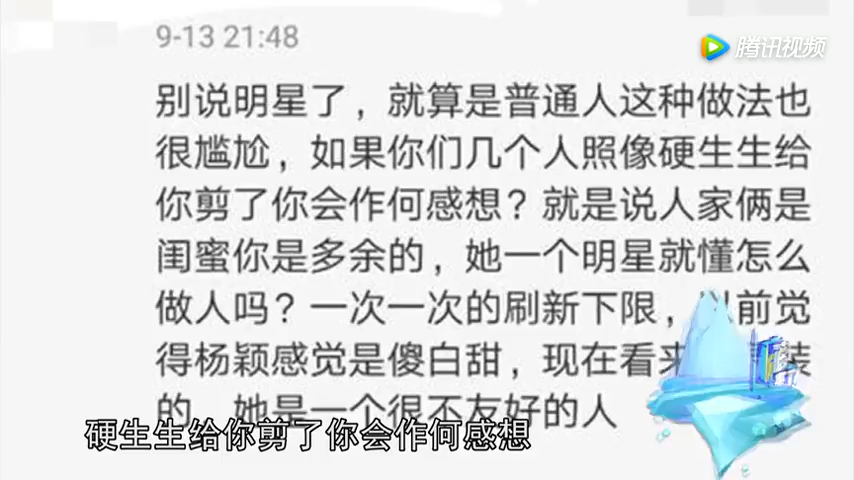 9-13 21:48
腾讯视频
别说明星了，就算是普通人这种做法也
很尴尬，如果你们几个人照像硬生生给
你剪了你会作何感想？就是说人家俩是
闺蜜你是多余的，她一个明星就懂怎么
做人吗？一次一次的刷新下限，以前觉
得杨颖感觉是傻白甜，现在看来 装
的，她是一个很不友好的人
硬生生给你剪了你会作何感想